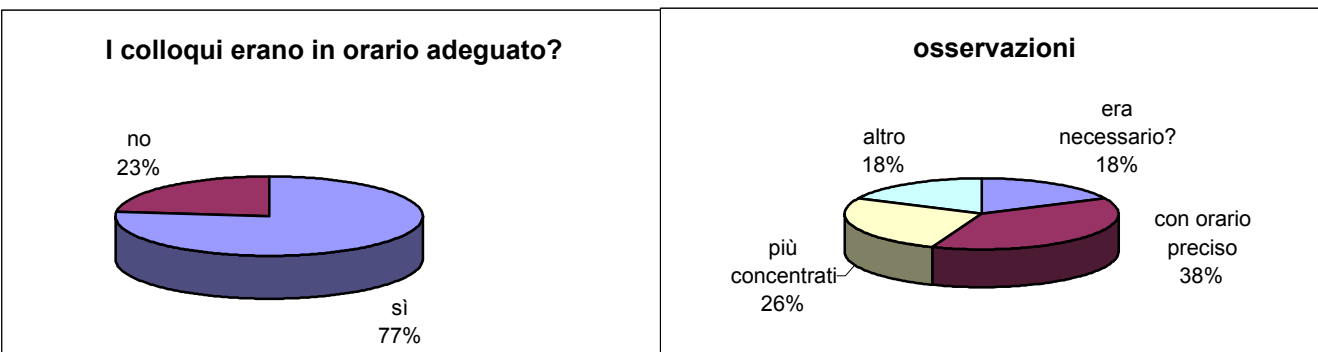 I colloqui erano in orario adeguato?
no
23%
sì
77%
osservazioni
era
necessario?
18%
con orario
preciso
38%
più
concentrati
26%
altro
18%